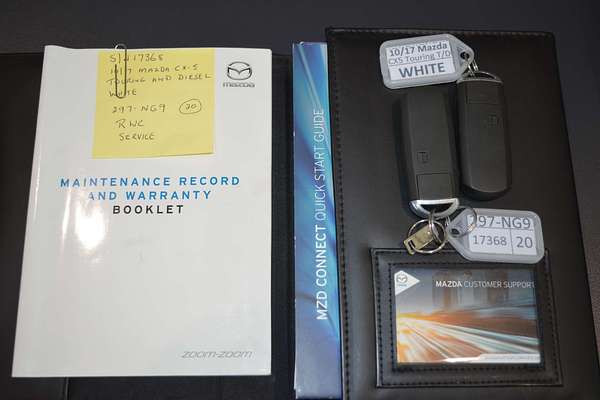 S/N 17368
10/17 MAZDA CX-5
TOURING AWD DIESEL
WHITE
297-NG9 20
RWC
SERVICE
mazda
MAINTENANCE RECORD
AND WARRANTY
BOOKLET
zoom-zoom
MZD CONNECT QUICK START GUIDE
10/17 Mazda
CX5 Touring T/D
WHITE
297-NG9
17368 20
MAZDA CUSTOMER SUPPORT